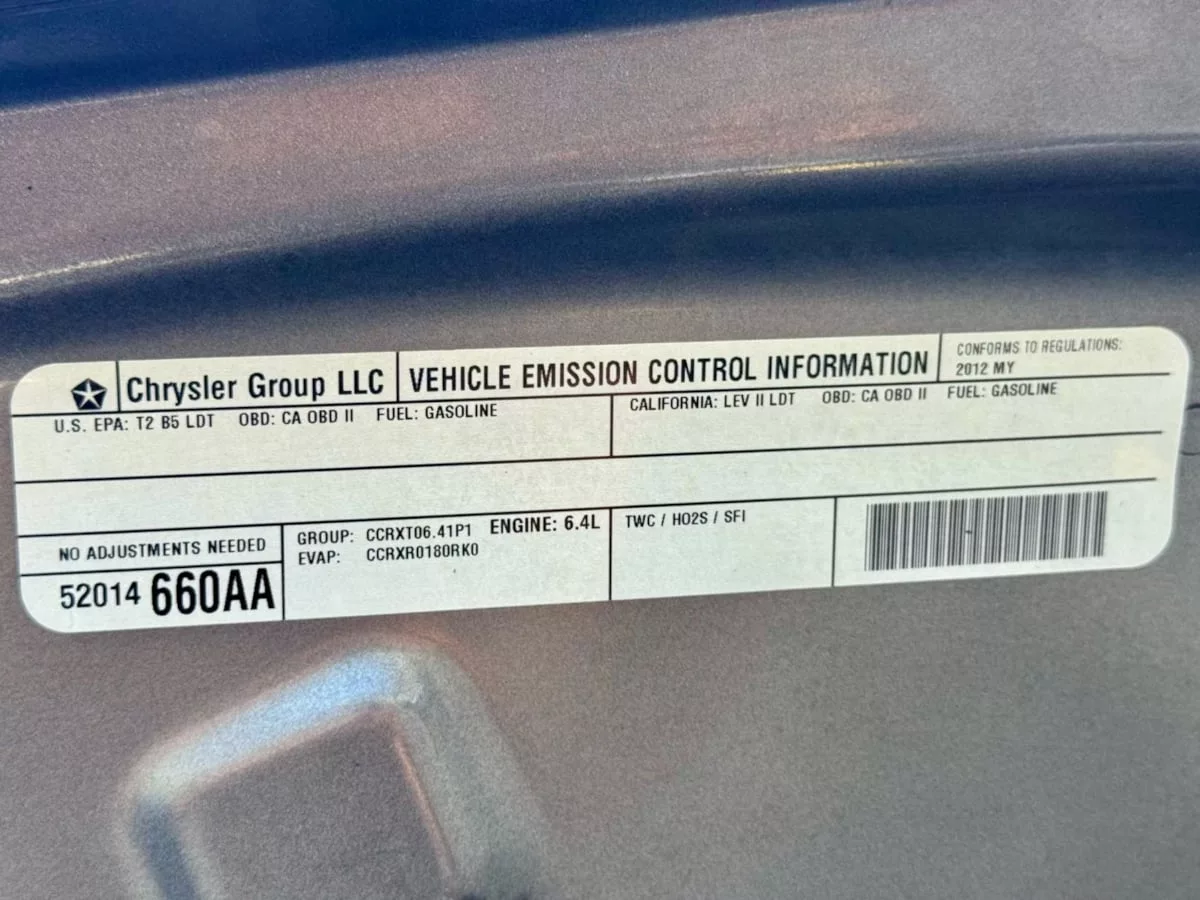 Chrysler Group LLC
VEHICLE EMISSION CONTROL INFORMATION
CONFORMS TO REGULATIONS:
2012 MY
U.S. EPA: T2 B5 LDT OBD: CA OBD II FUEL: GASOLINE
CALIFORNIA: LEV II LDT OBD: CA OBD II FUEL: GASOLINE
NO ADJUSTMENTS NEEDED
52014 660AA
GROUP: CCRXT06.41P1 ENGINE: 6.4L
EVAP: CCRXR0180RK0
TWC / HO2S / SFI